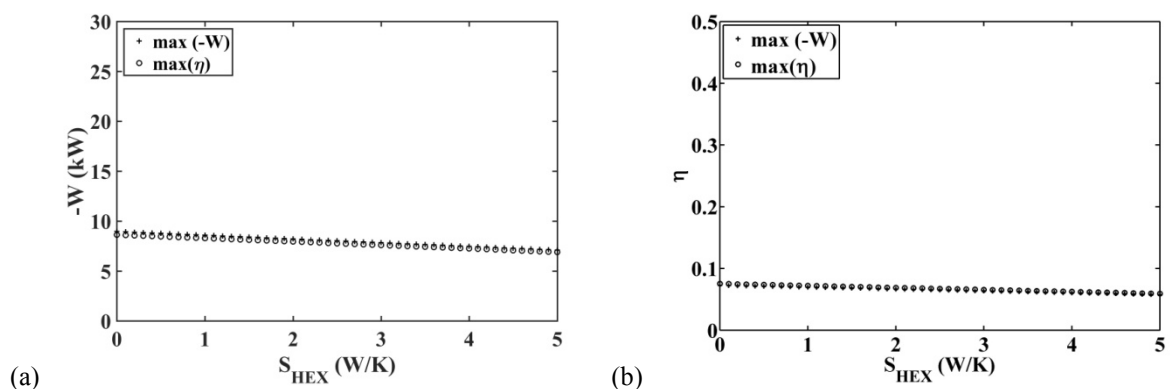 30
25
20
15
10
5
0
-W (kW)
+ max (-W)
o max(η)
0 1 2 3 4 5
S_HEX (W/K)
(a)
0.5
0.4
0.3
0.2
0.1
0
η
+ max (-W)
o max(η)
0 1 2 3 4 5
S_HEX (W/K)
(b)